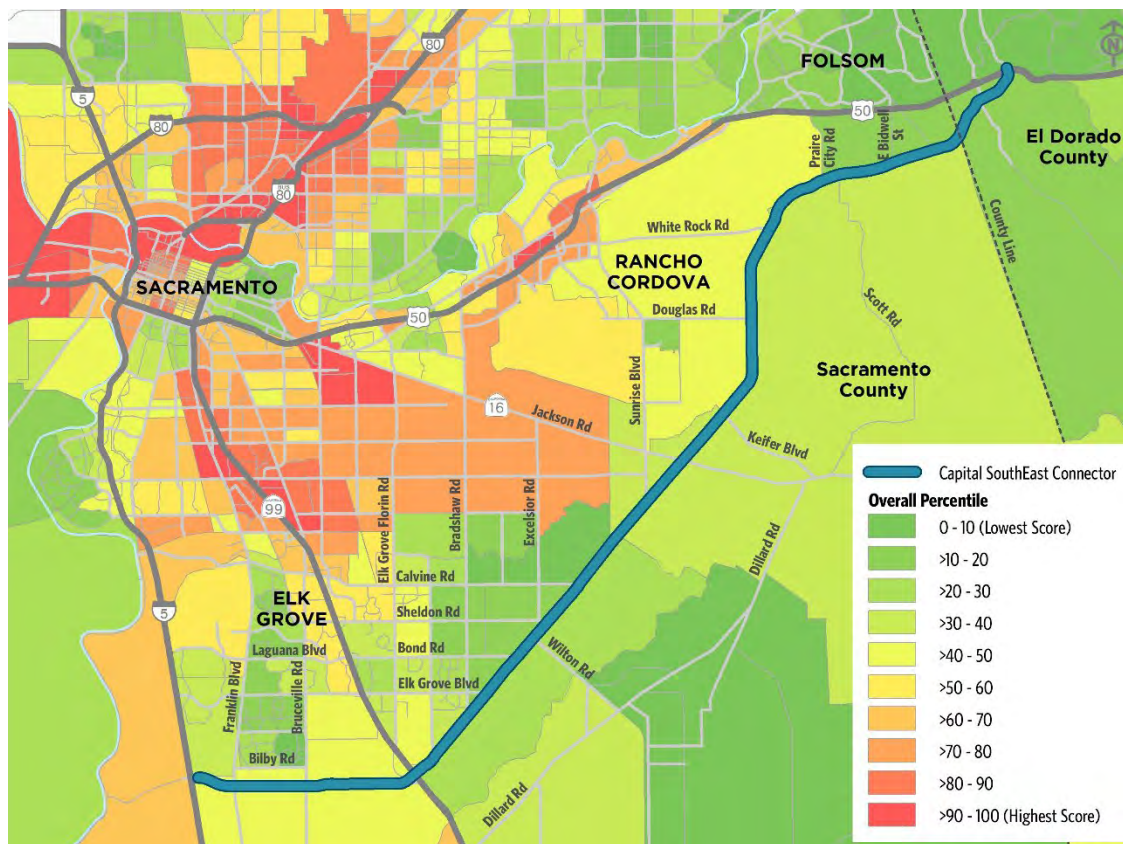 80
5
80
BUS
80
FOLSOM
N
50
Praire
City Rd
E Bidwell
St
El Dorado
County
County Line
White Rock Rd
RANCHO
CORDOVA
SACRAMENTO
50
Douglas Rd
Scott Rd
Sunrise Blvd
Sacramento
County
16
Jackson Rd
Keifer Blvd
99
Elk Grove Florin Rd
Bradshaw Rd
Excelsior Rd
Dillard Rd
Calvine Rd
ELK
GROVE
Sheldon Rd
5
Laguana Blvd
Bond Rd
Wilton Rd
Franklin Blvd
Bruceville Rd
Elk Grove Blvd
Bilby Rd
Dillard Rd
Capital SouthEast Connector
Overall Percentile
0 - 10 (Lowest Score)
>10 - 20
>20 - 30
>30 - 40
>40 - 50
>50 - 60
>60 - 70
>70 - 80
>80 - 90
>90 - 100 (Highest Score)